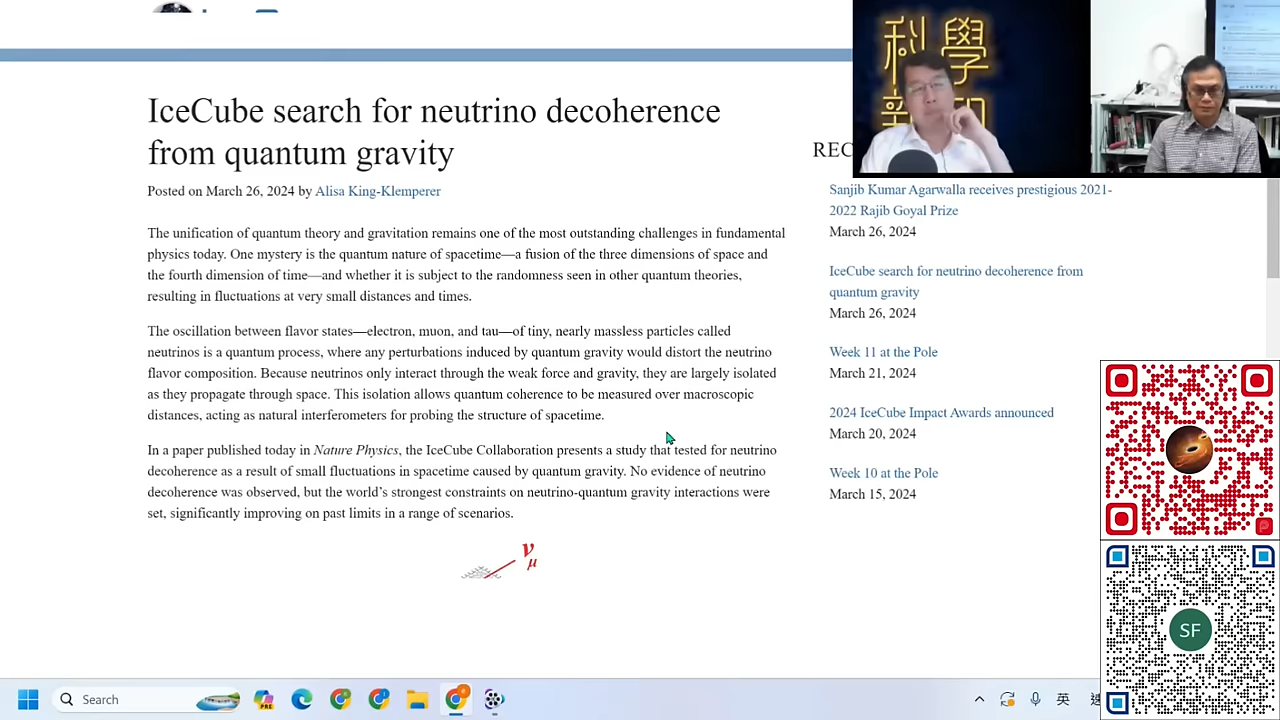 IceCube search for neutrino decoherence
from quantum gravity
Posted on March 26, 2024 by Alisa King-Klemperer
The unification of quantum theory and gravitation remains one of the most outstanding challenges in fundamental
physics today. One mystery is the quantum nature of spacetime—a fusion of the three dimensions of space and
the fourth dimension of time—and whether it is subject to the randomness seen in other quantum theories,
resulting in fluctuations at very small distances and times.
The oscillation between flavor states—electron, muon, and tau—of tiny, nearly massless particles called
neutrinos is a quantum process, where any perturbations induced by quantum gravity would distort the neutrino
flavor composition. Because neutrinos only interact through the weak force and gravity, they are largely isolated
as they propagate through space. This isolation allows quantum coherence to be measured over macroscopic
distances, acting as natural interferometers for probing the structure of spacetime.
In a paper published today in Nature Physics, the IceCube Collaboration presents a study that tested for neutrino
decoherence as a result of small fluctuations in spacetime caused by quantum gravity. No evidence of neutrino
decoherence was observed, but the world's strongest constraints on neutrino-quantum gravity interactions were
set, significantly improving on past limits in a range of scenarios.
νμ
科學
REC
Sanjib Kumar Agarwalla receives prestigious 2021-
2022 Rajib Goyal Prize
March 26, 2024
IceCube search for neutrino decoherence from
quantum gravity
March 26, 2024
Week 11 at the Pole
March 21, 2024
2024 IceCube Impact Awards announced
March 20, 2024
Week 10 at the Pole
March 15, 2024
SF
Search
英